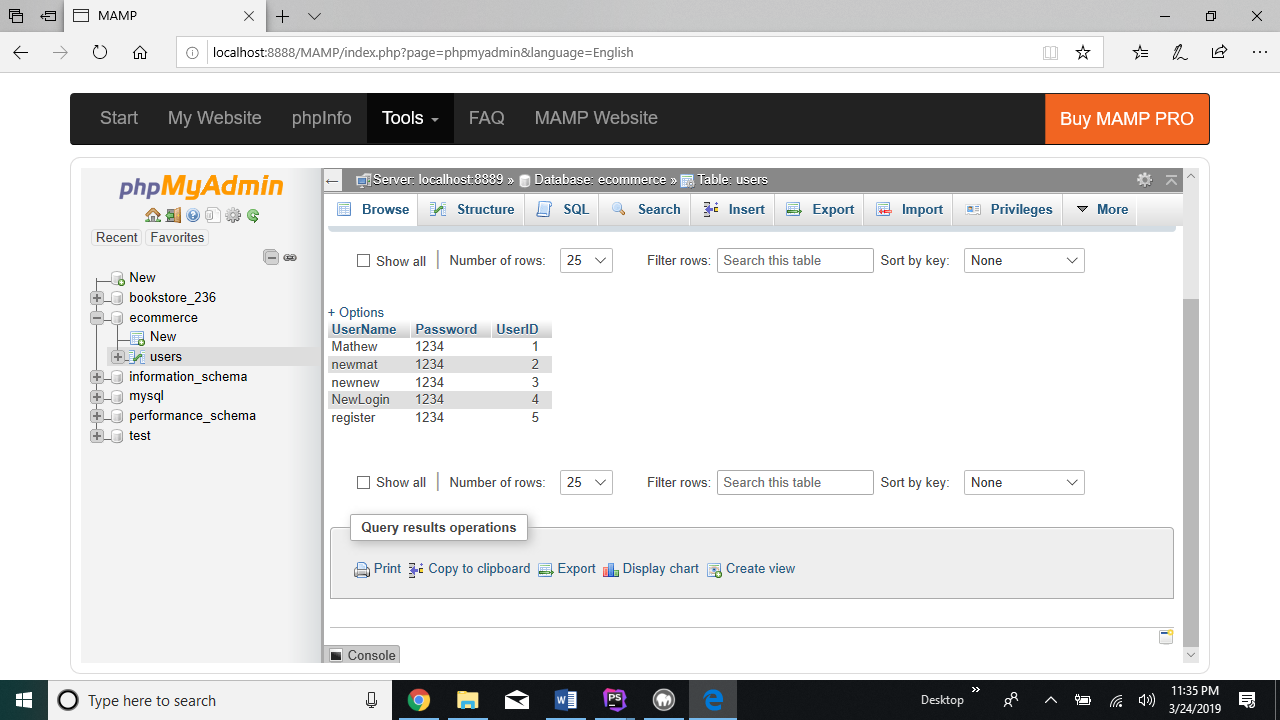 MAMP
localhost:8888/MAMP/index.php?page=phpmyadmin&language=English
Start My Website phpInfo Tools FAQ MAMP Website Buy MAMP PRO
phpMyAdmin
Recent Favorites
New
bookstore_236
ecommerce
New
users
information_schema
mysql
performance_schema
test
Server: localhost:8889 » Database: ecommerce » Table: users
Browse Structure SQL Search Insert Export Import Privileges More
Show all Number of rows: 25 Filter rows: Search this table Sort by key: None
+ Options
UserName Password UserID
Mathew 1234 1
newmat 1234 2
newnew 1234 3
NewLogin 1234 4
register 1234 5
Show all Number of rows: 25 Filter rows: Search this table Sort by key: None
Query results operations
Print Copy to clipboard Export Display chart Create view
Console
Type here to search
PS
Desktop »
11:35 PM
3/24/2019